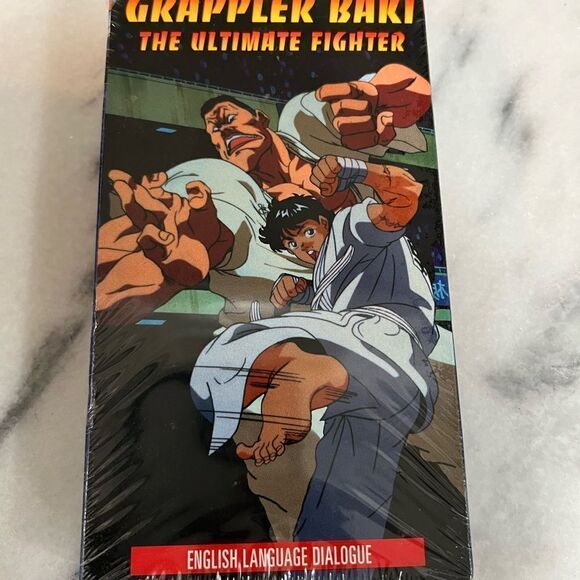 GRAPPLER BAKI
THE ULTIMATE FIGHTER
ENGLISH LANGUAGE DIALOGUE